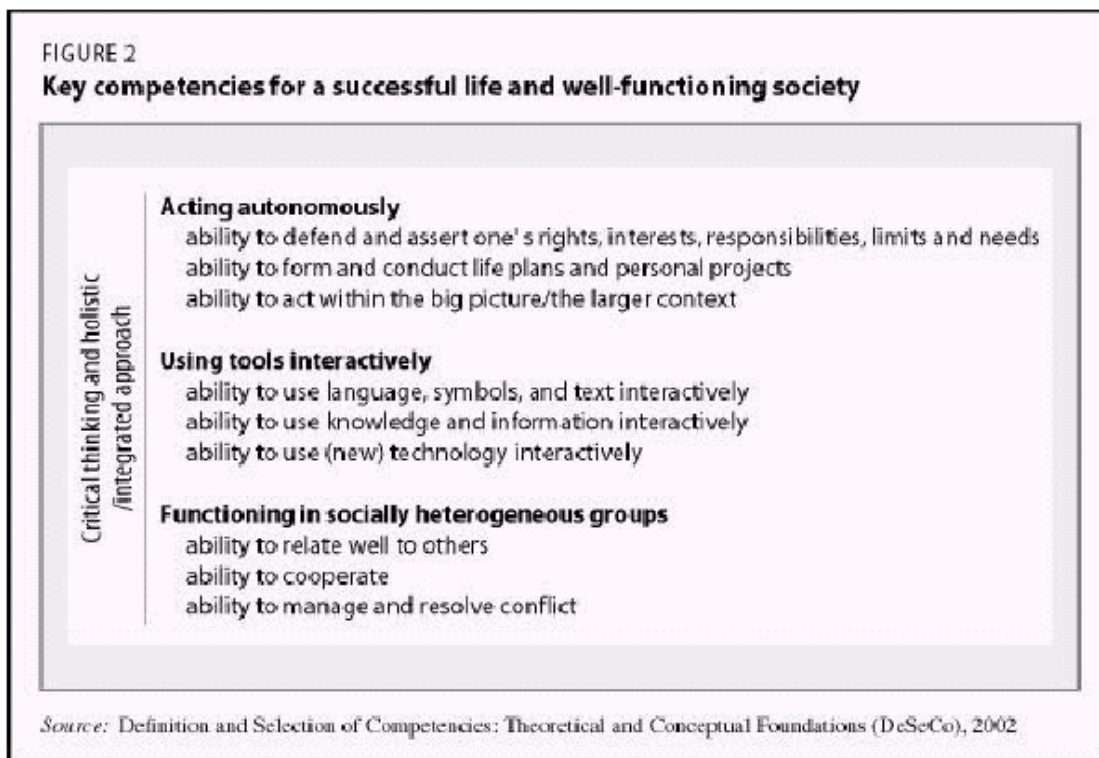 FIGURE 2
Key competencies for a successful life and well-functioning society
Critical thinking and holistic
/integrated approach
Acting autonomously
ability to defend and assert one's rights, interests, responsibilities, limits and needs
ability to form and conduct life plans and personal projects
ability to act within the big picture/the larger context
Using tools interactively
ability to use language, symbols, and text interactively
ability to use knowledge and information interactively
ability to use (new) technology interactively
Functioning in socially heterogeneous groups
ability to relate well to others
ability to cooperate
ability to manage and resolve conflict
Source: Definition and Selection of Competencies: Theoretical and Conceptual Foundations (DeSeCo), 2002